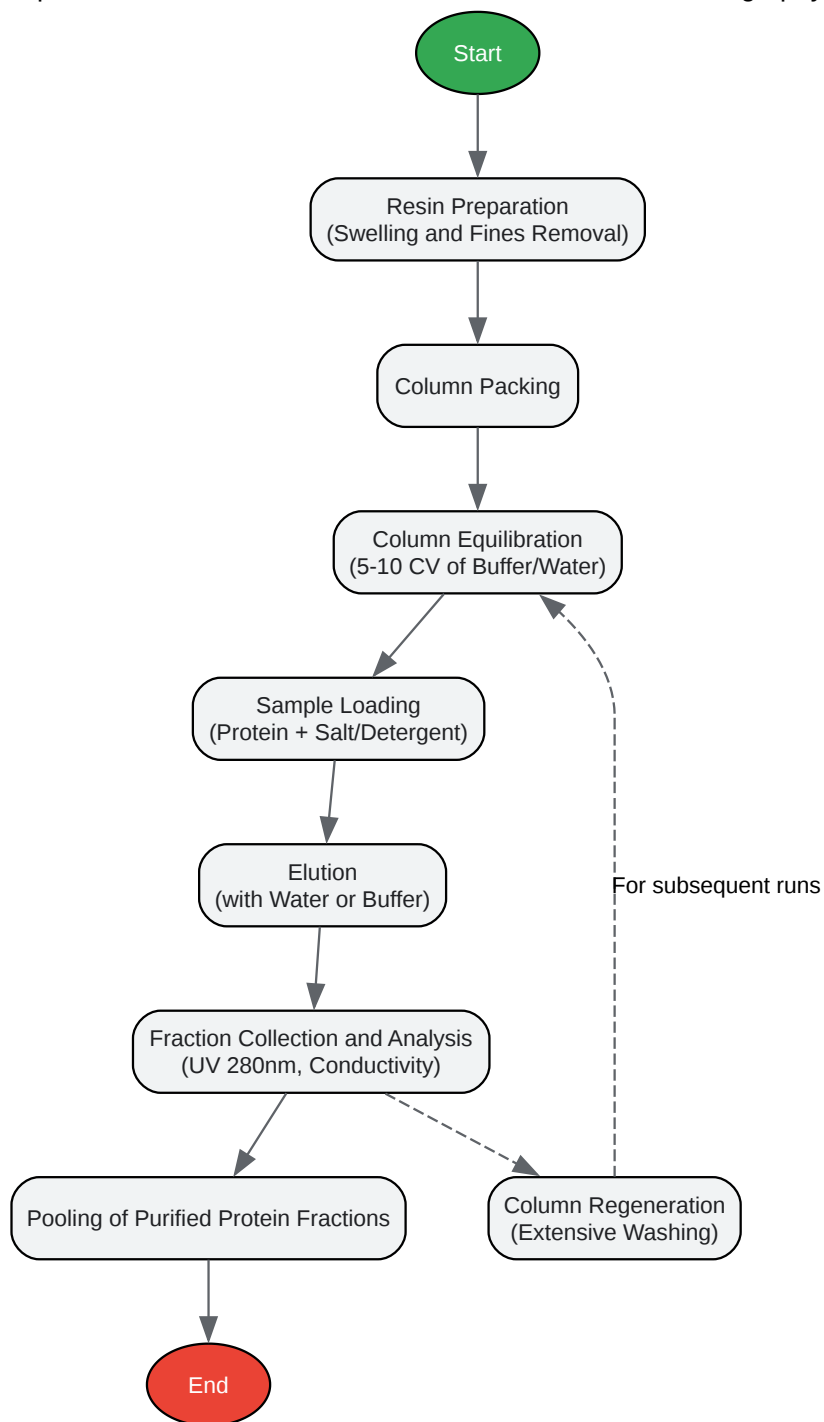 Start
Resin Preparation
(Swelling and Fines Removal)
Column Packing
Column Equilibration
(5-10 CV of Buffer/Water)
Sample Loading
(Protein + Salt/Detergent)
Elution
(with Water or Buffer)
For subsequent runs
Fraction Collection and Analysis
(UV 280nm, Conductivity)
Pooling of Purified Protein Fractions
Column Regeneration
(Extensive Washing)
End